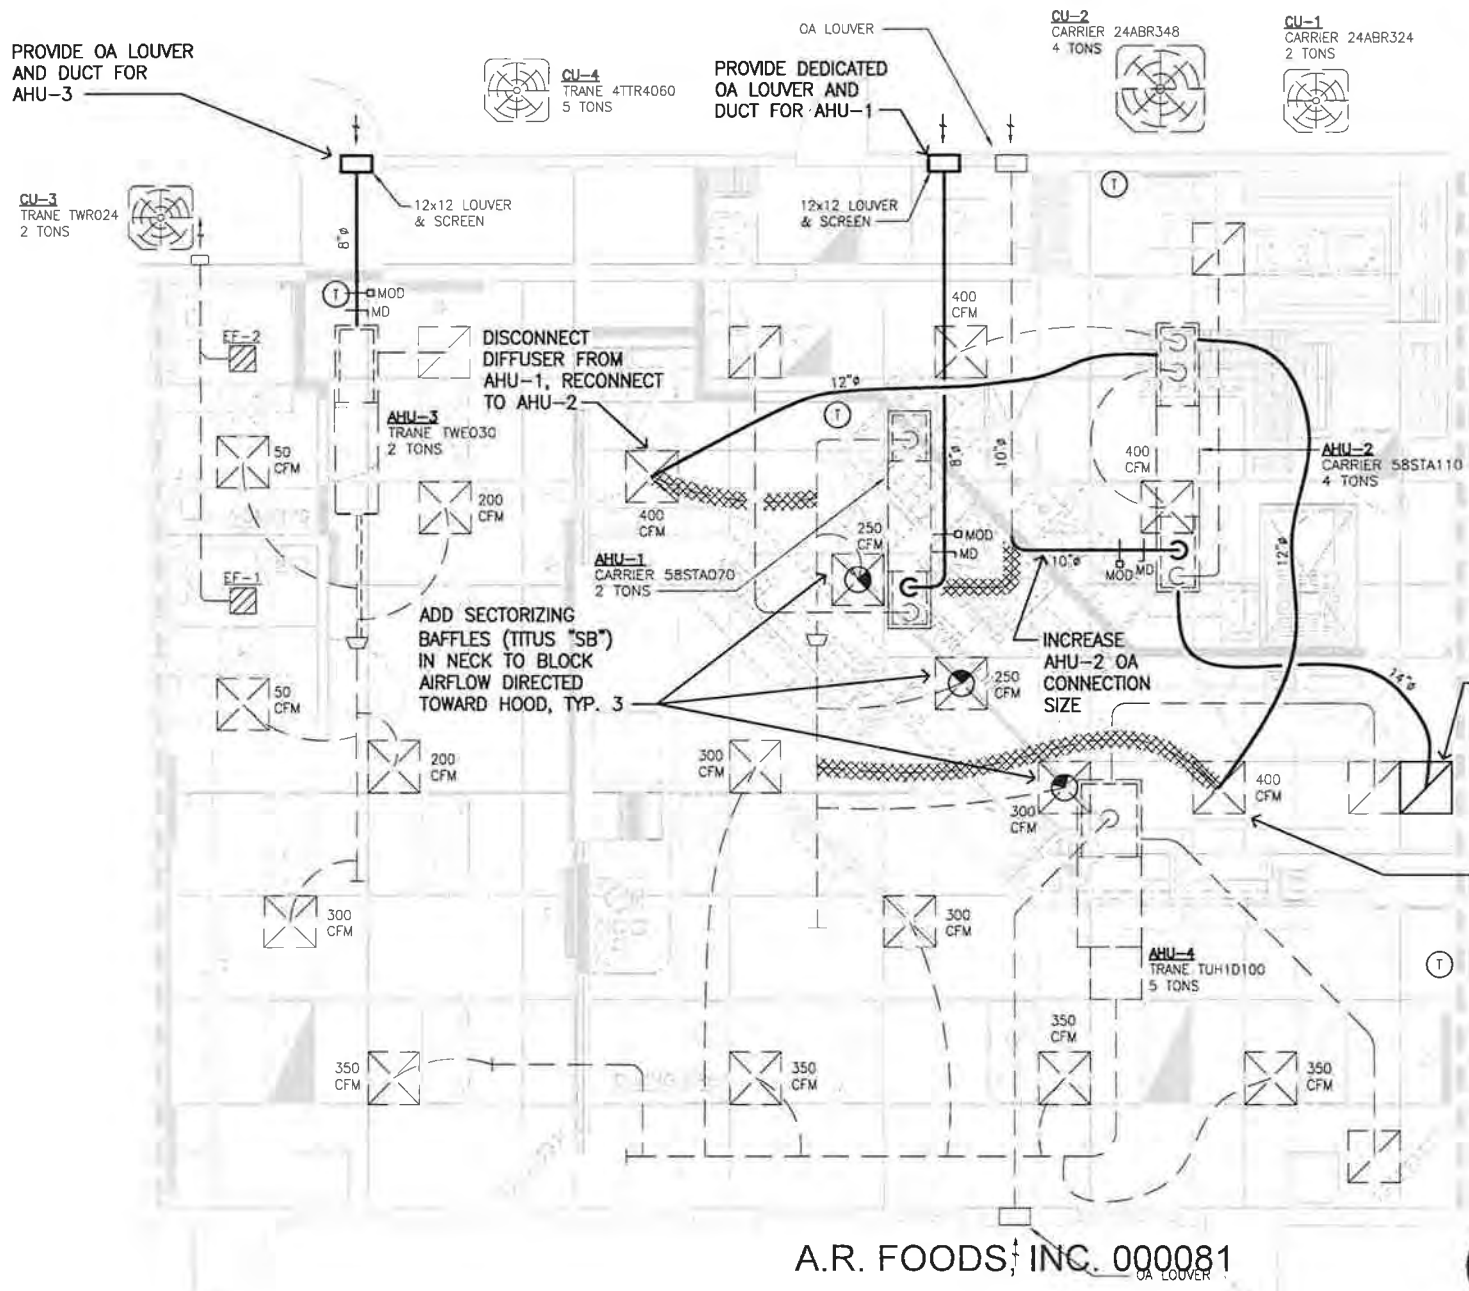 PROVIDE OA LOUVER
AND DUCT FOR
AHU-3
CU-4
TRANE 4TTR4060
5 TONS
OA LOUVER
PROVIDE DEDICATED
OA LOUVER AND
DUCT FOR AHU-1
CU-2
CARRIER 24ABR348
4 TONS
CU-1
CARRIER 24ABR324
2 TONS
CU-3
TRANE TWR024
2 TONS
12x12 LOUVER
& SCREEN
12x12 LOUVER
& SCREEN
T
8"ø
T
MOD
MD
EF-2
DISCONNECT
DIFFUSER FROM
AHU-1, RECONNECT
TO AHU-2
400
CFM
12"ø
T
AHU-3
TRANE TWE030
2 TONS
50
CFM
200
CFM
400
CFM
8"ø
10"ø
400
CFM
AHU-2
CARRIER 58STA110
4 TONS
250
CFM
MOD
MD
12"ø
AHU-1
CARRIER 58STA070
2 TONS
10"ø
MOD
MD
EF-1
ADD SECTORIZING
BAFFLES (TITUS "SB")
IN NECK TO BLOCK
AIRFLOW DIRECTED
TOWARD HOOD, TYP. 3
INCREASE
AHU-2 OA
CONNECTION
SIZE
14"ø
250
CFM
50
CFM
200
CFM
300
CFM
300
CFM
400
CFM
300
CFM
300
CFM
AHU-4
TRANE TUH1D100
5 TONS
T
350
CFM
350
CFM
350
CFM
350
CFM
A.R. FOODS, INC. 000081
OA LOUVER